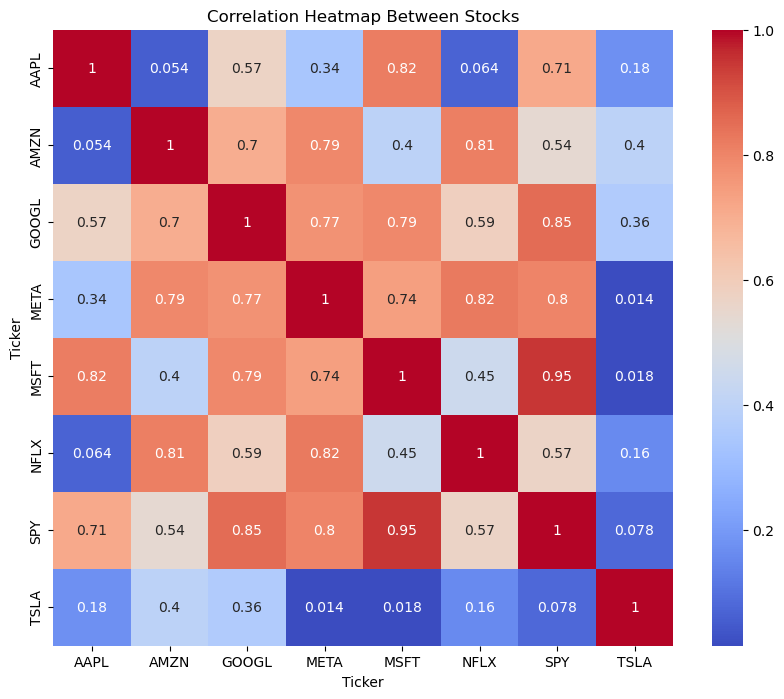 Correlation Heatmap Between Stocks
Ticker
AAPL 1 0.054 0.57 0.34 0.82 0.064 0.71 0.18
AMZN 0.054 1 0.7 0.79 0.4 0.81 0.54 0.4
GOOGL 0.57 0.7 1 0.77 0.79 0.59 0.85 0.36
META 0.34 0.79 0.77 1 0.74 0.82 0.8 0.014
MSFT 0.82 0.4 0.79 0.74 1 0.45 0.95 0.018
NFLX 0.064 0.81 0.59 0.82 0.45 1 0.57 0.16
SPY 0.71 0.54 0.85 0.8 0.95 0.57 1 0.078
TSLA 0.18 0.4 0.36 0.014 0.018 0.16 0.078 1
AAPL AMZN GOOGL META MSFT NFLX SPY TSLA
Ticker
1.0
0.8
0.6
0.4
0.2